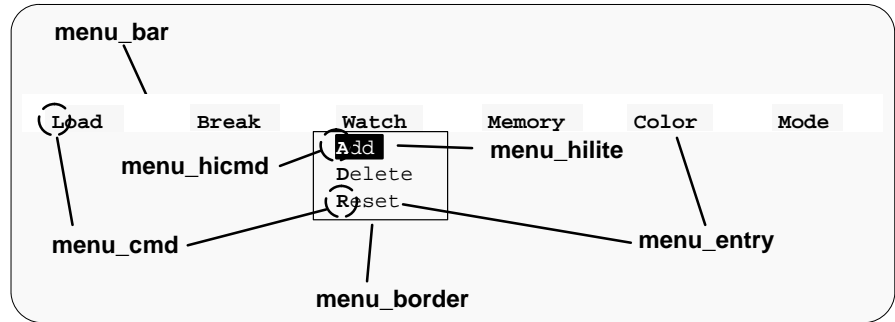 menu_bar
Load Break Watch Memory Color Mode
Add
menu_hilite
menu_hicmd
Delete
Reset
menu_cmd
menu_entry
menu_border